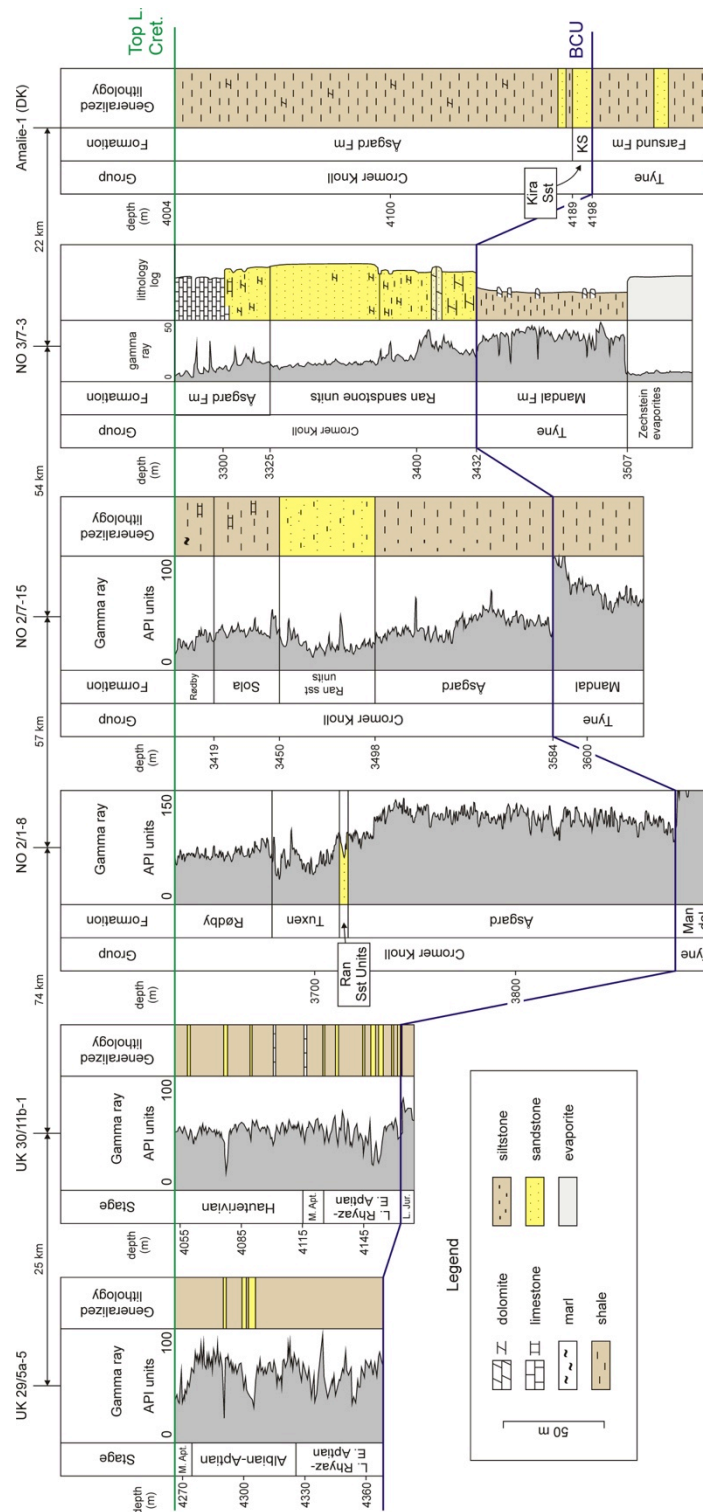 UK 29/5a-5
25 km
UK 30/11b-1
74 km
NO 2/1-8
57 km
NO 2/7-15
54 km
NO 3/7-3
22 km
Amalie-1 (DK)
Top L.
Cret.
BCU
depth
(m)
Stage
Gamma ray
API units
0
100
Generalized
lithology
4270
4300
4330
4360
M. Apt.
Albian-Aptian
L. Rhyaz-
E. Aptian
depth
(m)
Stage
Gamma ray
API units
0
100
Generalized
lithology
4055
4085
4115
4145
Hauterivian
M. Apt.
L. Rhyaz-
E. Aptian
L. Jur.
depth
(m)
Group
Formation
Gamma ray
API units
0
150
3700
3800
Cromer Knoll
Tyne
Rødby
Tuxen
Ran
Sst Units
Åsgard
Man
dal
depth
(m)
Group
Formation
Gamma ray
API units
0
100
Generalized
lithology
3419
3450
3498
3584
3600
Cromer Knoll
Tyne
Rødby
Sola
Ran sst
units
Åsgard
Mandal
depth
(m)
Group
Formation
gamma
ray
0
50
lithology
log
3300
3325
3400
3432
3507
Cromer Knoll
Tyne
Åsgard Fm
Ran sandstone units
Mandal Fm
Zechstein
evaporites
depth
(m)
Group
Formation
Generalized
lithology
4004
4100
4189
4198
Cromer Knoll
Tyne
Åsgard Fm
KS
Kira
Sst
Farsund Fm
Legend
50 m
dolomite
limestone
marl
shale
siltstone
sandstone
evaporite